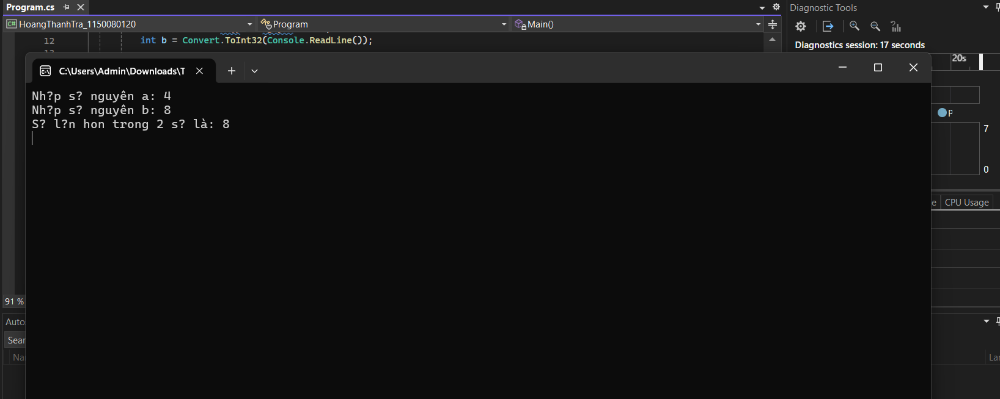 Program.cs
Diagnostic Tools
HoangThanhTra_1150080120
Program
Main()
Diagnostics session: 17 seconds
12
int b = Convert.ToInt32(Console.ReadLine());
20s
C:\Users\Admin\Downloads\T
Nh?p s? nguyên a: 4
Nh?p s? nguyên b: 8
S? l?n hon trong 2 s? là: 8
P
7
0
e
CPU Usage
91 %
Auto
Sear
Na
Lan